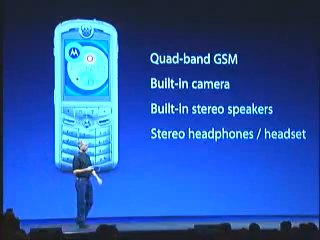 Quad-band GSM
Built-in camera
Built-in stereo speakers
Stereo headphones / headset